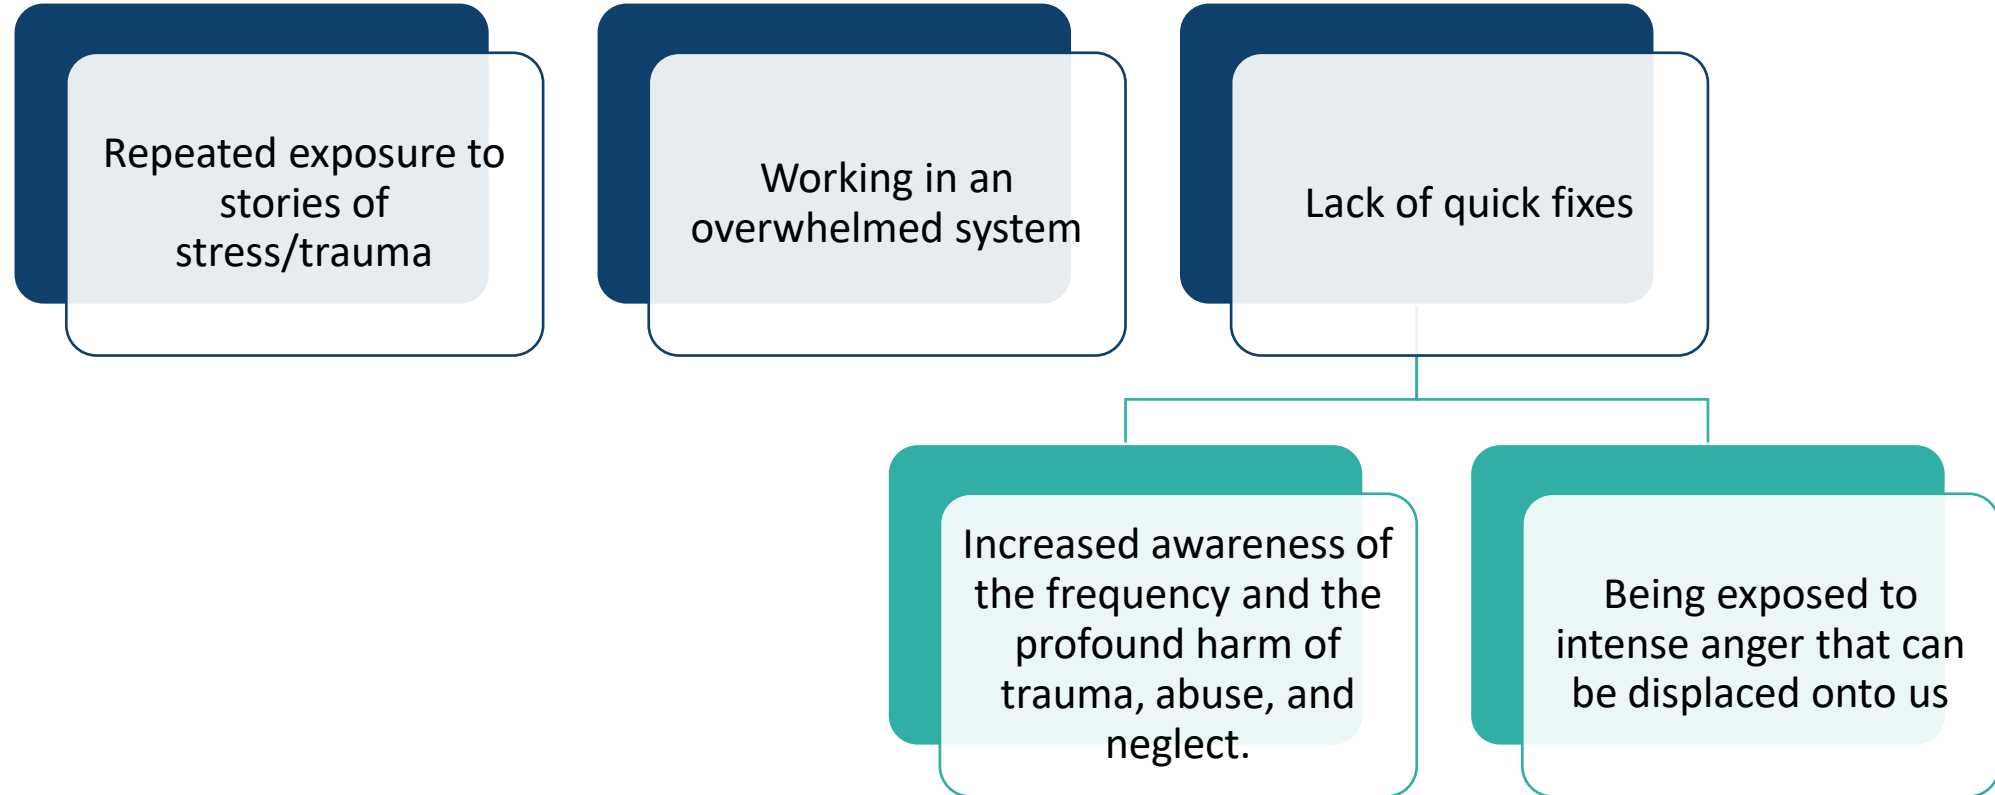 Repeated exposure to
stories of
stress/trauma
Working in an
overwhelmed system
Lack of quick fixes
Increased awareness of
the frequency and the
profound harm of
trauma, abuse, and
neglect.
Being exposed to
intense anger that can
be displaced onto us